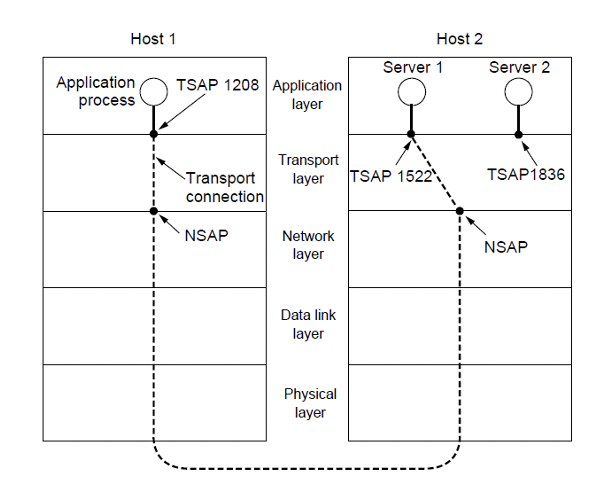 Host 1
Host 2
Application
process
TSAP 1208
Application
layer
Server 1
Server 2
Transport
connection
Transport
layer
TSAP 1522
TSAP1836
NSAP
Network
layer
NSAP
Data link
layer
Physical
layer